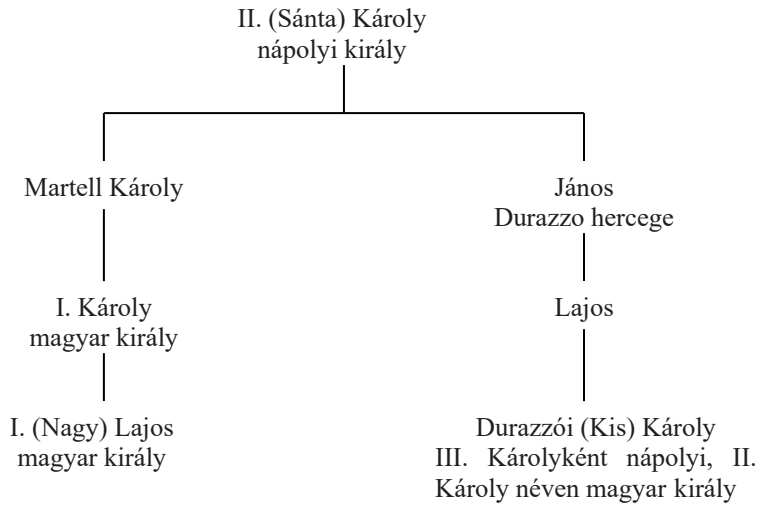 II. (Sánta) Károly
nápolyi király
Martell Károly
János
Durazzo hercege
I. Károly
magyar király
Lajos
I. (Nagy) Lajos
magyar király
Durazzói (Kis) Károly
III. Károlyként nápolyi, II.
Károly néven magyar király